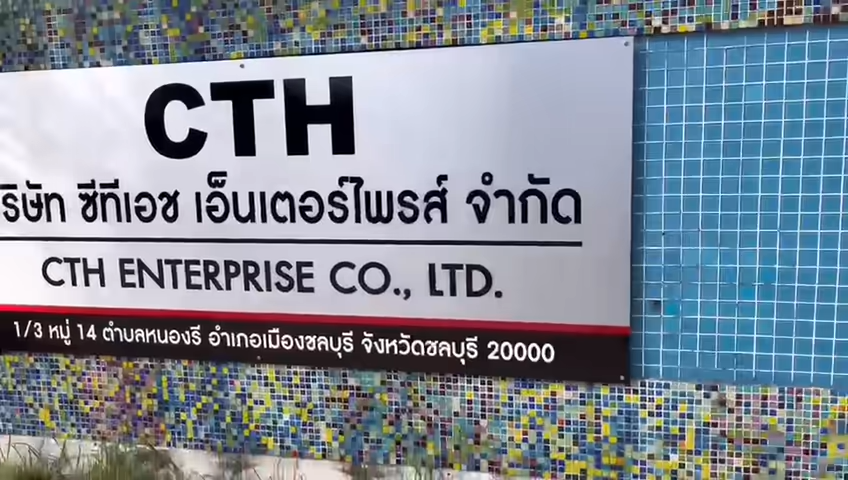 CTH
ริษัท ซีทีเอช เอ็นเตอร์ไพรส์ จำกัด
CTH ENTERPRISE CO., LTD.
1/3 หมู่ 14 ตำบลหนองรี อำเภอเมืองชลบุรี จังหวัดชลบุรี 20000